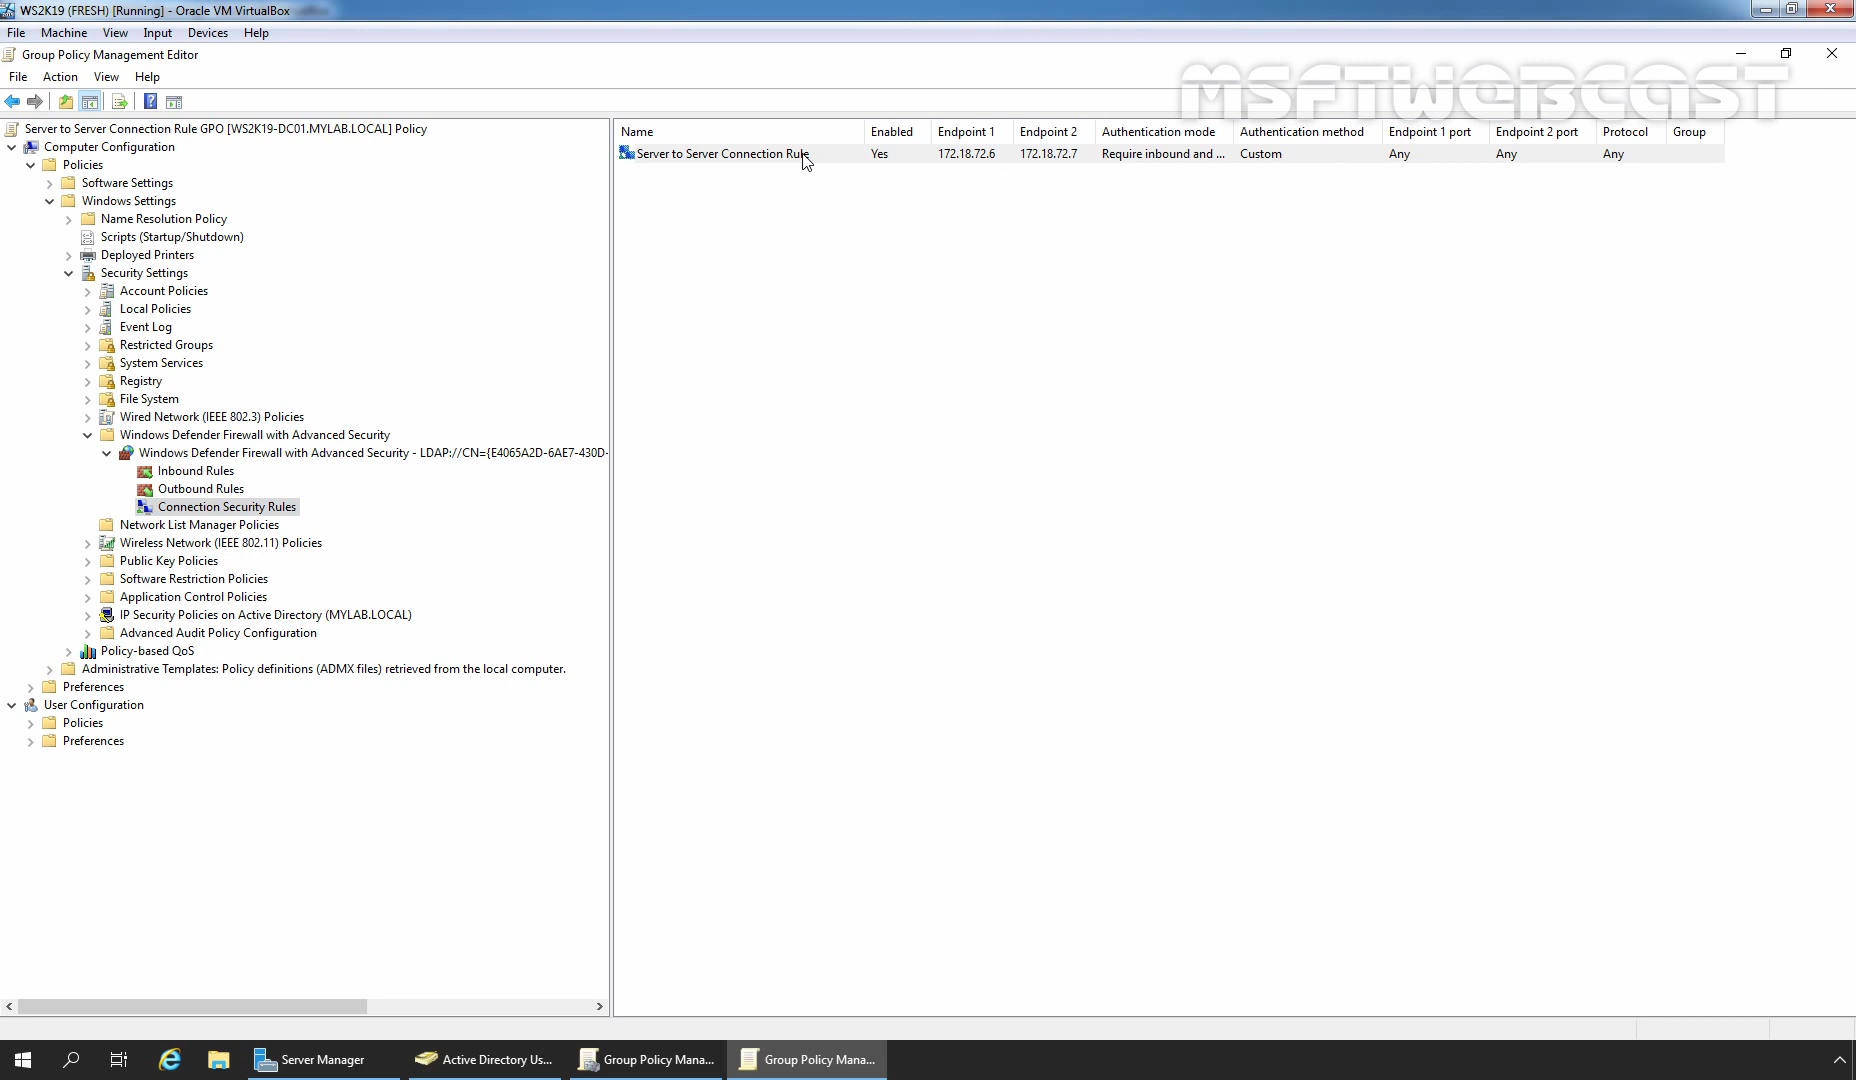 WS2K19 (FRESH) [Running] - Oracle VM VirtualBox
File Machine View Input Devices Help
Group Policy Management Editor
File Action View Help
MSFTWEBCAST
Server to Server Connection Rule GPO [WS2K19-DC01.MYLAB.LOCAL] Policy
Computer Configuration
Policies
Software Settings
Windows Settings
Name Resolution Policy
Scripts (Startup/Shutdown)
Deployed Printers
Security Settings
Account Policies
Local Policies
Event Log
Restricted Groups
System Services
Registry
File System
Wired Network (IEEE 802.3) Policies
Windows Defender Firewall with Advanced Security
Windows Defender Firewall with Advanced Security - LDAP://CN={E4065A2D-6AE7-430D-
Inbound Rules
Outbound Rules
Connection Security Rules
Network List Manager Policies
Wireless Network (IEEE 802.11) Policies
Public Key Policies
Software Restriction Policies
Application Control Policies
IP Security Policies on Active Directory (MYLAB.LOCAL)
Advanced Audit Policy Configuration
Policy-based QoS
Administrative Templates: Policy definitions (ADMX files) retrieved from the local computer.
Preferences
User Configuration
Policies
Preferences
Name Enabled Endpoint 1 Endpoint 2 Authentication mode Authentication method Endpoint 1 port Endpoint 2 port Protocol Group
Server to Server Connection Rule Yes 172.18.72.6 172.18.72.7 Require inbound and ... Custom Any Any Any
Server Manager Active Directory Us... Group Policy Mana... Group Policy Mana...